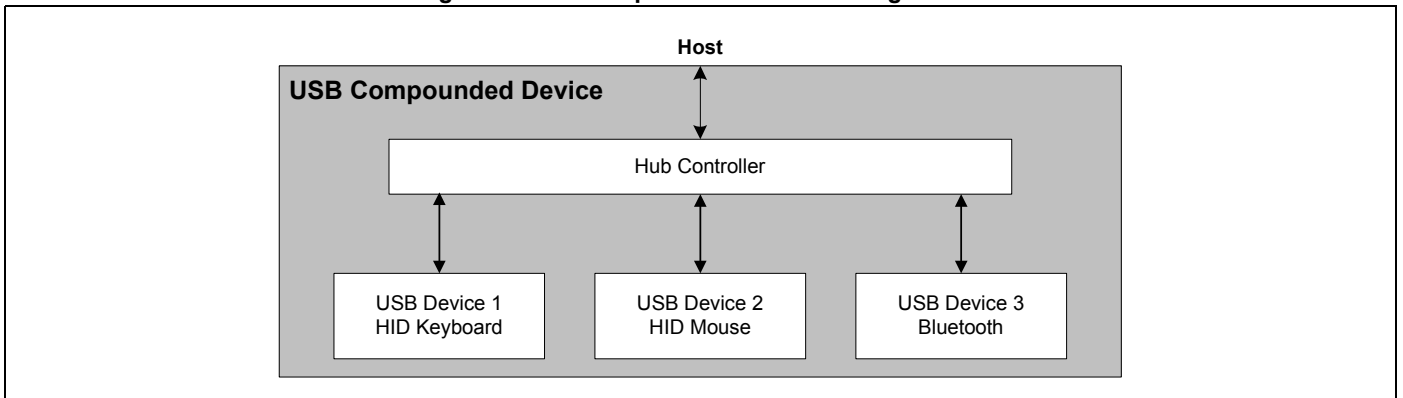 Host
USB Compounded Device
Hub Controller
USB Device 1
HID Keyboard
USB Device 2
HID Mouse
USB Device 3
Bluetooth